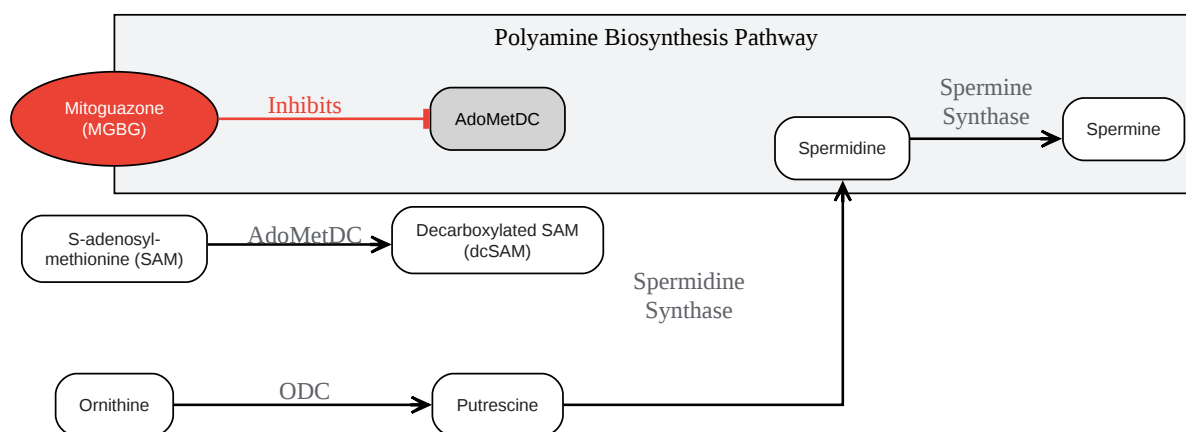 Polyamine Biosynthesis Pathway
Mitoguazone
(MGBG)
Inhibits
AdoMetDC
Spermine
Synthase
Spermidine
Spermine
S-adenosyl-
methionine (SAM)
AdoMetDC
Decarboxylated SAM
(dcSAM)
Spermidine
Synthase
Ornithine
ODC
Putrescine